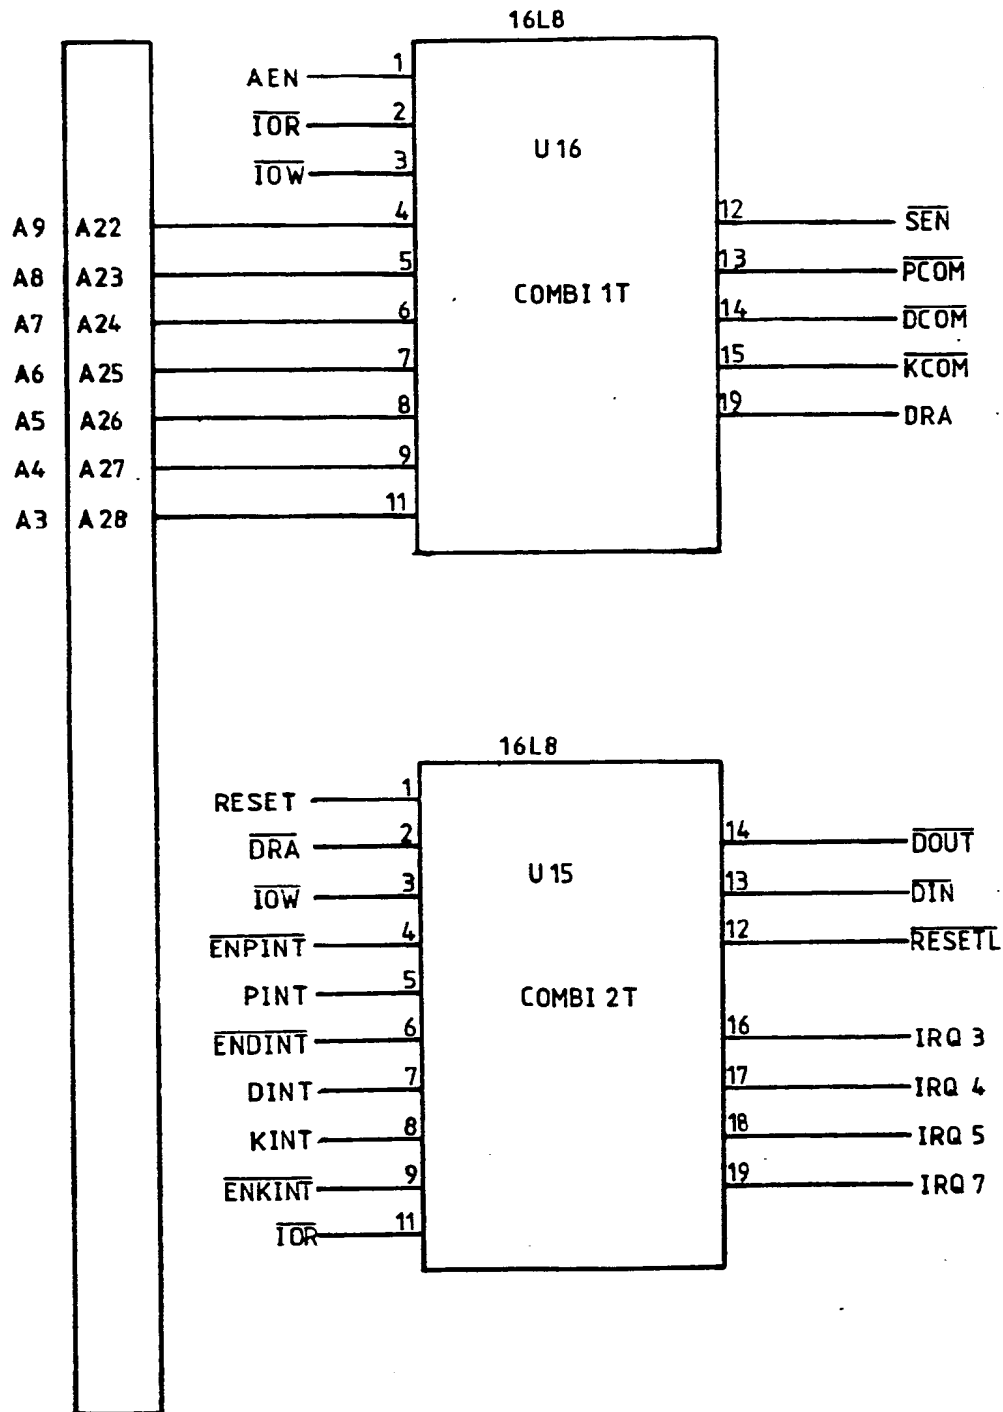 16L8
AEN 1
IOR 2
IOW 3
U16
A9 A22 4
12 SEN
A8 A23 5
13 PCOM
COMBI 1T
A7 A24 6
14 DCOM
A6 A25 7
15 KCOM
A5 A26 8
19 DRA
A4 A27 9
A3 A28 11
16L8
RESET 1
DRA 2
14 DOUT
U15
IOW 3
13 DIN
ENPINT 4
12 RESETL
PINT 5
COMBI 2T
ENDINT 6
16 IRQ 3
DINT 7
17 IRQ 4
KINT 8
18 IRQ 5
ENKINT 9
19 IRQ 7
IOR 11